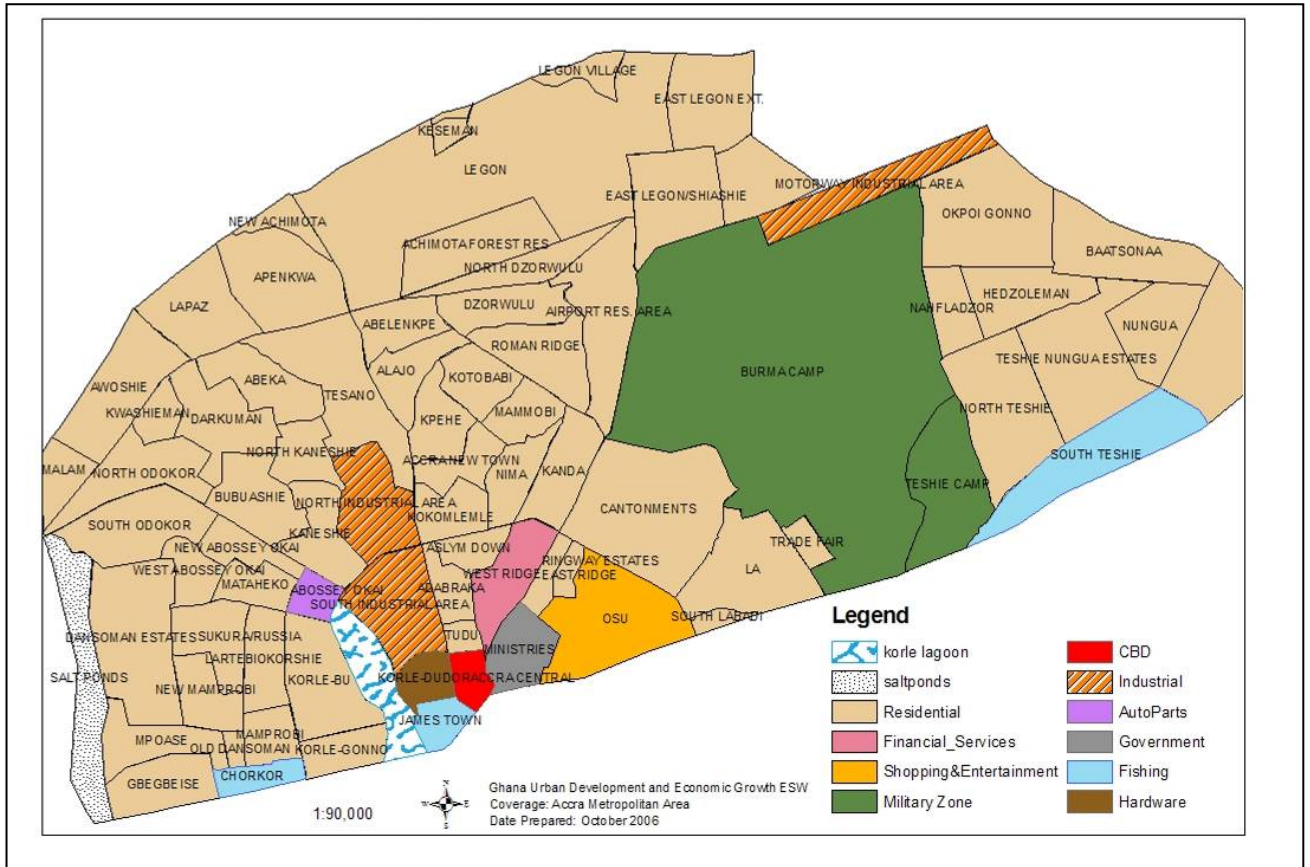 LEGON VILLAGE
EAST LEGON EXT.
KESEMAN
LEGON
MOTORWAY INDUSTRIAL AREA
EAST LEGON/SHIASHIE
OKPOI GONNO
NEW ACHIMOTA
ACHIMOTA FOREST RES
BAATSONAA
NORTH DZORWULU
APENKWA
HEDZOLEMAN
LAPAZ
DZORWULU
AIRPORT RES. AREA
NAHFLADZOR
ABELENKPE
NUNGUA
ROMAN RIDGE
TESHIE NUNGUA ESTATES
ALAJO
BURMA CAMP
ABEKA
KOTOBABI
AWOSHIE
TESANO
KWASHIEMAN
DARKUMAN
MAMMOBI
NORTH TESHIE
KPEHE
NORTH KANESHIE
SOUTH TESHIE
ACCRA NEW TOWN
MALAM
NORTH ODOKOR
NIMA
KANDA
TESHIE CAMP
BUBUASHIE
NORTH INDUSTRIAL AREA
CANTONMENTS
KOKOMLEMLE
SOUTH ODOKOR
KANESHIE
TRADE FAIR
NEW ABOSSEY OKAI
ASLYM DOWN
RINGWAY ESTATES
WEST ABOSSEY OKAI
WEST RIDGE
EAST RIDGE
LA
MATAHEKO
ABOSSEY OKAI
ADABRAKA
SOUTH INDUSTRIAL AREA
OSU
SOUTH LABADI
DANSOMAN ESTATES
SUKURA/RUSSIA
TUDU
MINISTRIES
LARTEBIOKORSHIE
SALT PONDS
KORLE-BU
KORLE-DUDOR
ACCRA CENTRAL
NEW MAMPROBI
JAMES TOWN
MAMPROBI
MPOASE
OLD DANSOMAN
KORLE-GONNO
CHORKOR
GBEGBEISE
Legend
korle lagoon
saltponds
Residential
Financial_Services
Shopping&Entertainment
Military Zone
CBD
Industrial
AutoParts
Government
Fishing
Hardware
1:90,000
N
W E
S
Ghana Urban Development and Economic Growth ESW
Coverage: Accra Metropolitan Area
Date Prepared: October 2006